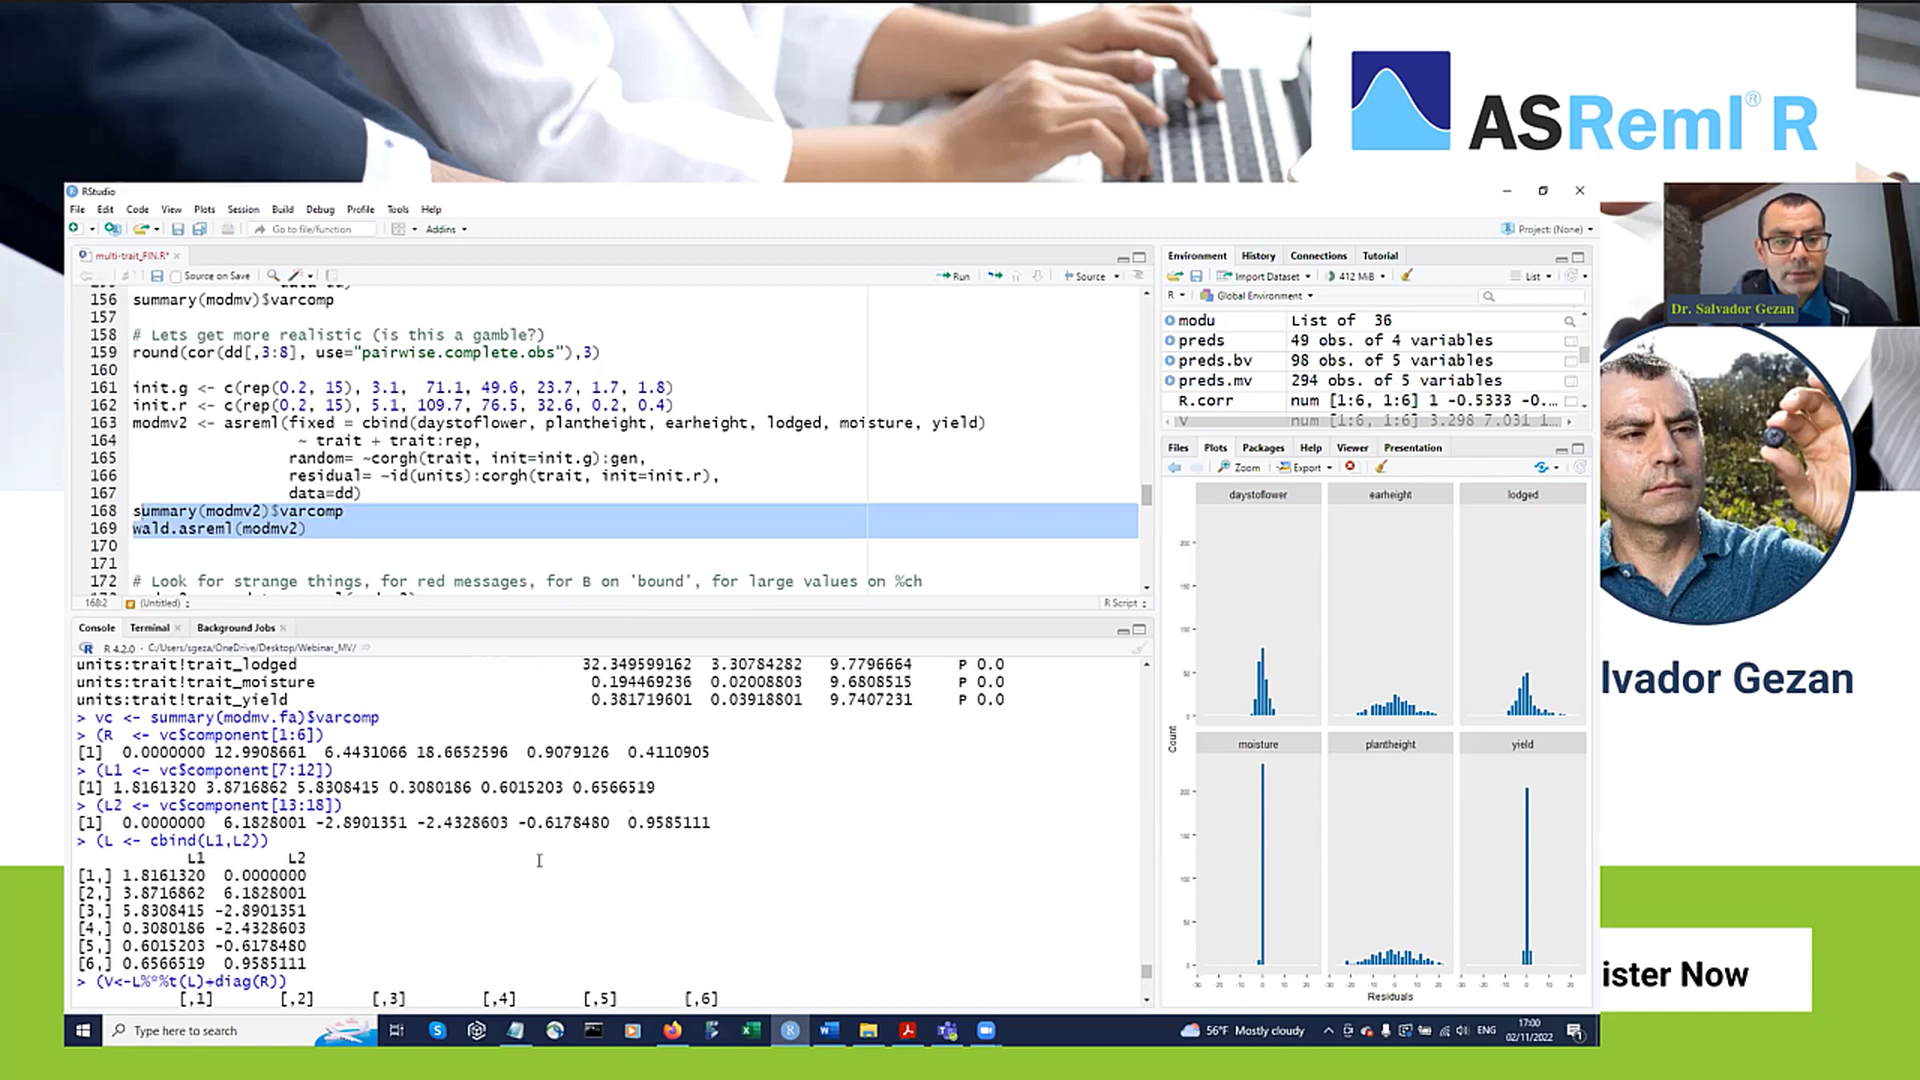 ASReml® R
RStudio
File Edit Code View Plots Session Build Debug Profile Tools Help
Go to file/function
Addins
Project: (None)
multi-trait_FIN.R*
Source on Save
Run
Source
156 summary(modmv)$varcomp
157
158 # Lets get more realistic (is this a gamble?)
159 round(cor(dd[,3:8], use="pairwise.complete.obs"),3)
160
161 init.g <- c(rep(0.2, 15), 3.1, 71.1, 49.6, 23.7, 1.7, 1.8)
162 init.r <- c(rep(0.2, 15), 5.1, 109.7, 76.5, 32.6, 0.2, 0.4)
163 modmv2 <- asreml(fixed = cbind(daystoflower, plantheight, earheight, lodged, moisture, yield)
164 ~ trait + trait:rep,
165 random= ~corgh(trait, init=init.g):gen,
166 residual= ~id(units):corgh(trait, init=init.r),
167 data=dd)
168 summary(modmv2)$varcomp
169 wald.asreml(modmv2)
170
171
172 # Look for strange things, for red messages, for B on 'bound', for large values on %ch
168:2 (Untitled)
R Script
Console Terminal Background Jobs
R 4.2.0 · C:/Users/sgeza/OneDrive/Desktop/Webinar_MV/
units:trait!trait_lodged 32.349599162 3.30784282 9.7796664 P 0.0
units:trait!trait_moisture 0.194469236 0.02008803 9.6808515 P 0.0
units:trait!trait_yield 0.381719601 0.03918801 9.7407231 P 0.0
> vc <- summary(modmv.fa)$varcomp
> (R <- vc$component[1:6])
[1] 0.0000000 12.9908661 6.4431066 18.6652596 0.9079126 0.4110905
> (L1 <- vc$component[7:12])
[1] 1.8161320 3.8716862 5.8308415 0.3080186 0.6015203 0.6566519
> (L2 <- vc$component[13:18])
[1] 0.0000000 6.1828001 -2.8901351 -2.4328603 -0.6178480 0.9585111
> (L <- cbind(L1,L2))
L1 L2
[1,] 1.8161320 0.0000000
[2,] 3.8716862 6.1828001
[3,] 5.8308415 -2.8901351
[4,] 0.3080186 -2.4328603
[5,] 0.6015203 -0.6178480
[6,] 0.6566519 0.9585111
> (V<-L%*%t(L)+diag(R))
[,1] [,2] [,3] [,4] [,5] [,6]
Environment History Connections Tutorial
Import Dataset
412 MiB
List
R
Global Environment
modu List of 36
preds 49 obs. of 4 variables
preds.bv 98 obs. of 5 variables
preds.mv 294 obs. of 5 variables
R.corr num [1:6, 1:6] 1 -0.5333 -0....
V num [1:6, 1:6] 3.298 7.031 1...
Files Plots Packages Help Viewer Presentation
Zoom Export
daystoflower earheight lodged
moisture plantheight yield
Count
Residuals
Dr. Salvador Gezan
lvador Gezan
ister Now
Type here to search
56°F Mostly cloudy
ENG
17:00
02/11/2022